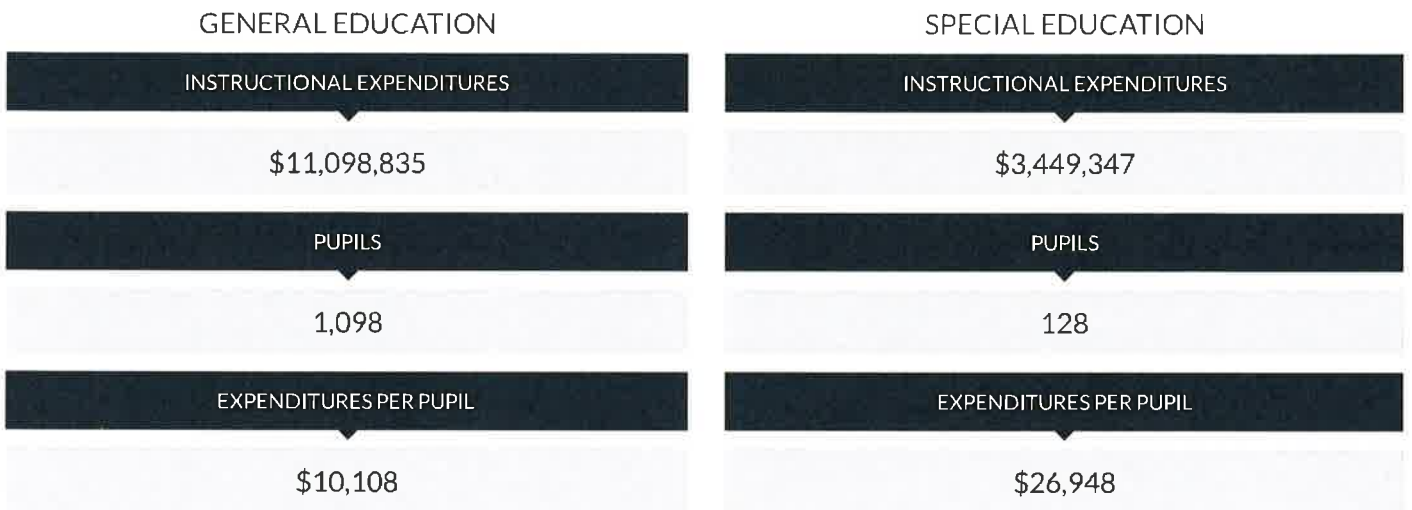 GENERAL EDUCATION
INSTRUCTIONAL EXPENDITURES
$11,098,835
PUPILS
1,098
EXPENDITURES PER PUPIL
$10,108
SPECIAL EDUCATION
INSTRUCTIONAL EXPENDITURES
$3,449,347
PUPILS
128
EXPENDITURES PER PUPIL
$26,948